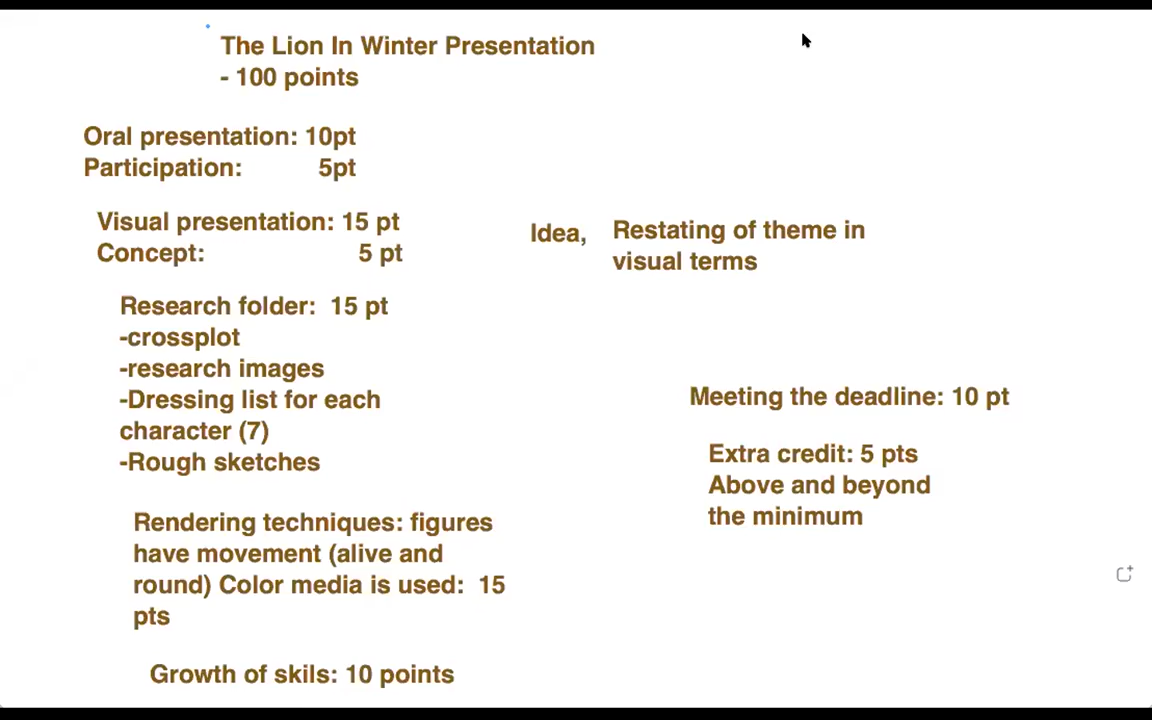 The Lion In Winter Presentation
- 100 points
Oral presentation: 10pt
Participation: 5pt
Visual presentation: 15 pt
Concept: 5 pt
Idea,
Restating of theme in
visual terms
Research folder: 15 pt
-crossplot
-research images
-Dressing list for each
character (7)
-Rough sketches
Rendering techniques: figures
have movement (alive and
round) Color media is used: 15
pts
Growth of skils: 10 points
Meeting the deadline: 10 pt
Extra credit: 5 pts
Above and beyond
the minimum